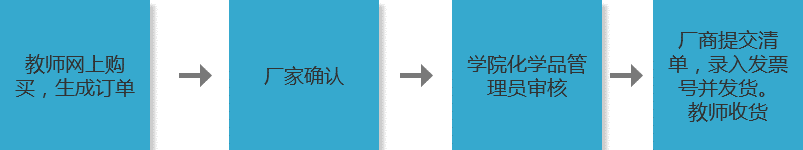 教师网上购
买，生成订单
厂家确认
学院化学品管
理员审核
厂商提交清
单，录入发票
号并发货。
教师收货